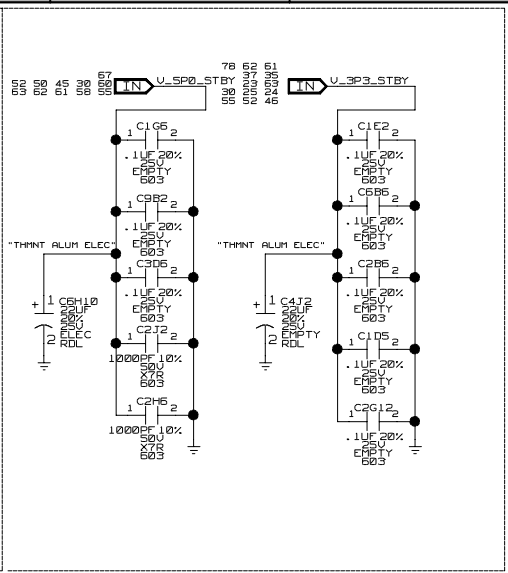 67
52 50 45 30 60
63 62 61 58 55
IN
V_5P0_STBY
C1G6
1 2
.1UF 20%
25V
EMPTY
603
C9B2
1 2
.1UF 20%
25V
EMPTY
603
"THMNT ALUM ELEC"
C3D6
1 2
.1UF 20%
25V
EMPTY
603
+ 1 C6H10
22UF
20%
25V
ELEC
2 RDL
C2J2
1 2
1000PF 10%
50V
X7R
603
C2H6
1 2
1000PF 10%
50V
X7R
603
78 62 61
37 35
23 63
30 25 24
55 52 46
IN
V_3P3_STBY
C1E2
1 2
.1UF 20%
25V
EMPTY
603
C6B6
1 2
.1UF 20%
25V
EMPTY
603
"THMNT ALUM ELEC"
C2B6
1 2
.1UF 20%
25V
EMPTY
603
+ 1 C4J2
22UF
20%
25V
EMPTY
2 RDL
C1D5
1 2
.1UF 20%
25V
EMPTY
603
C2G12
1 2
.1UF 20%
25V
EMPTY
603